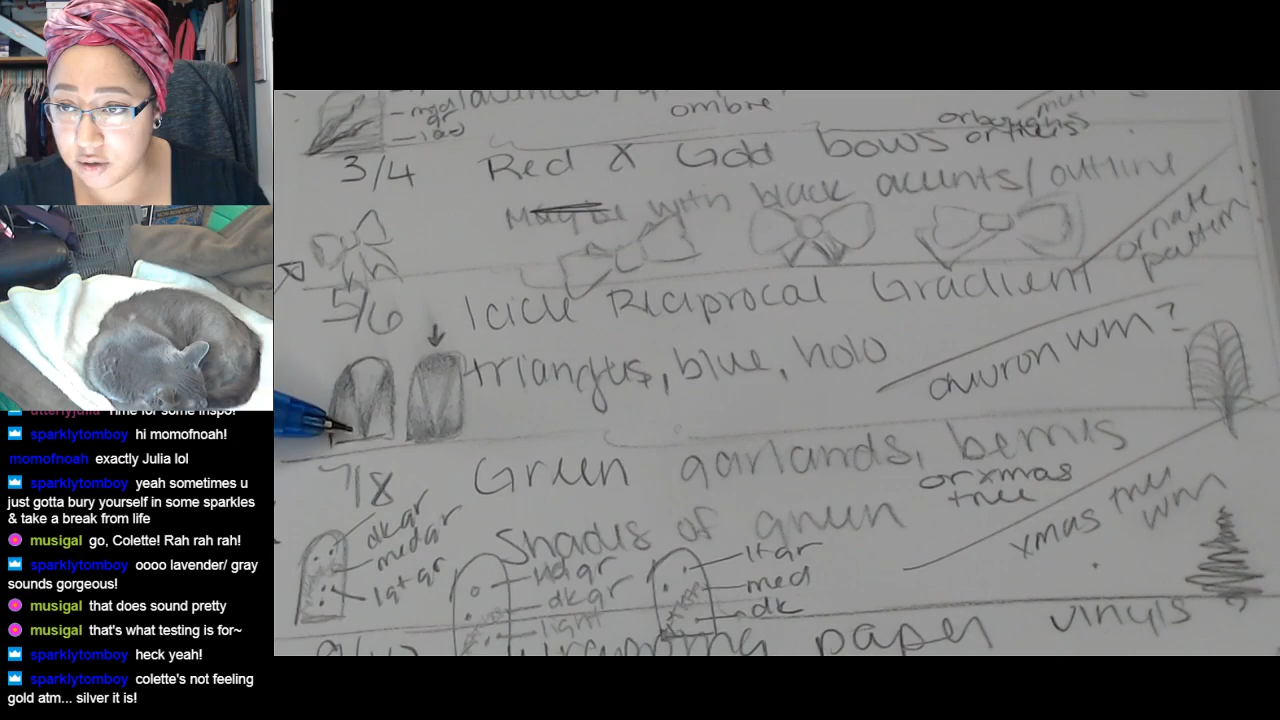 ombre
3/4 Red X Gold bows
with black accents/outline
5/6 Icicle Reciprocal Gradient
ornate
pattern
triangles, blue, holo
chevron wm?
7/8 Green garlands, berries
or xmas
tree
Shades of green
xmas tree
wm
dk gr
med gr
lgt gr
dk gr
light
lt gr
med
dk
wrapping paper vinyls
sparklytomboy hi momofnoah!
momofnoah exactly Julia lol
sparklytomboy yeah sometimes u
just gotta bury yourself in some sparkles
& take a break from life
musigal go, Colette! Rah rah rah!
sparklytomboy oooo lavender/ gray
sounds gorgeous!
musigal that does sound pretty
musigal that's what testing is for~
sparklytomboy heck yeah!
sparklytomboy colette's not feeling
gold atm... silver it is!